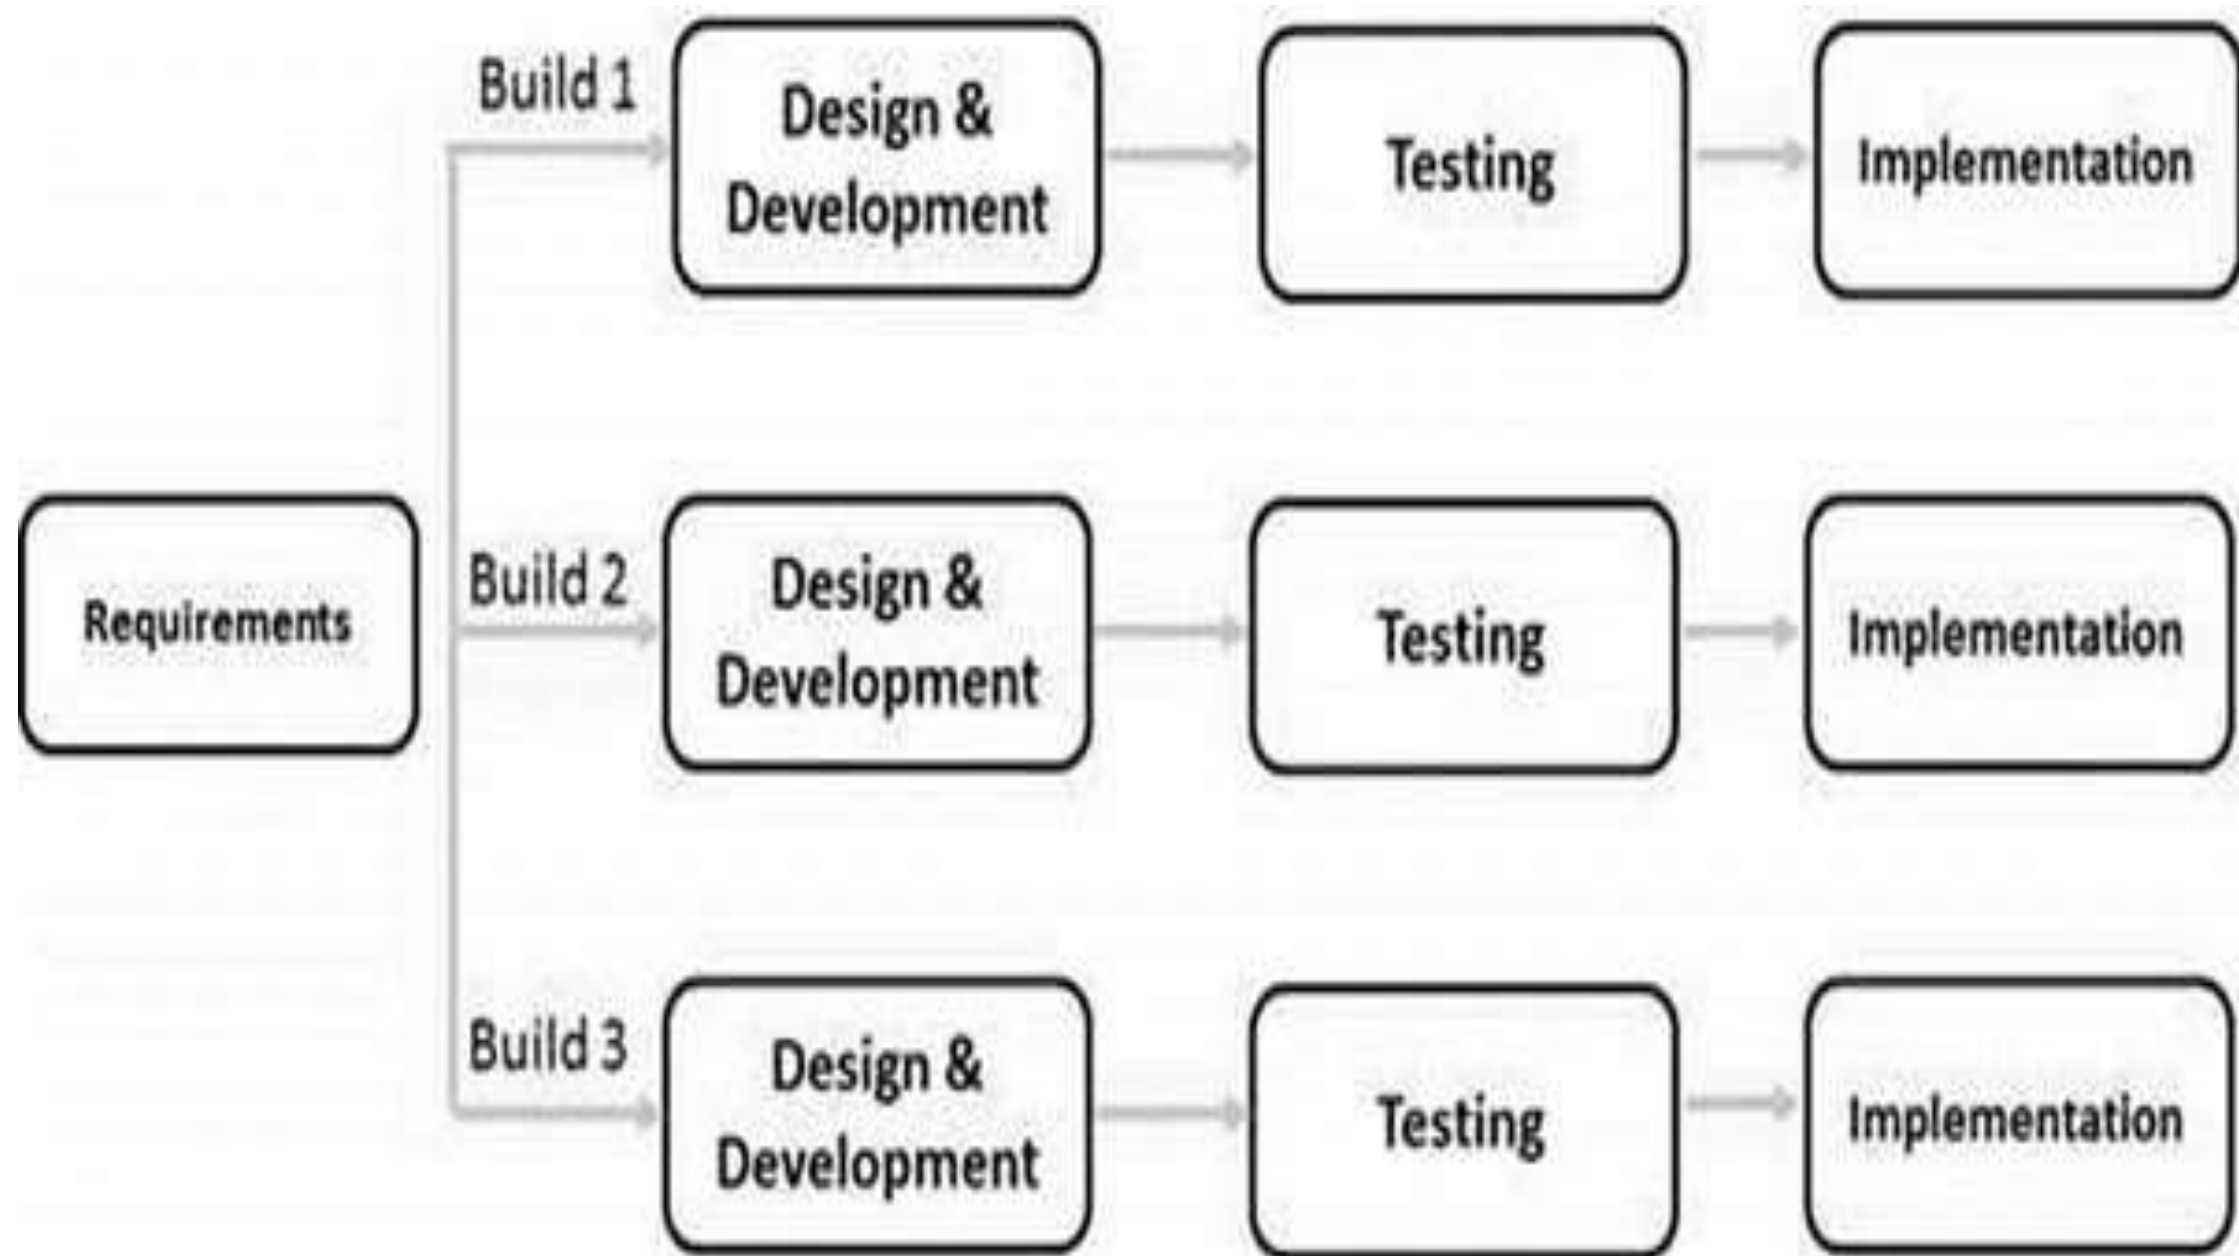 Build 1
Design &
Development
Testing
Implementation
Requirements
Build 2
Design &
Development
Testing
Implementation
Build 3
Design &
Development
Testing
Implementation